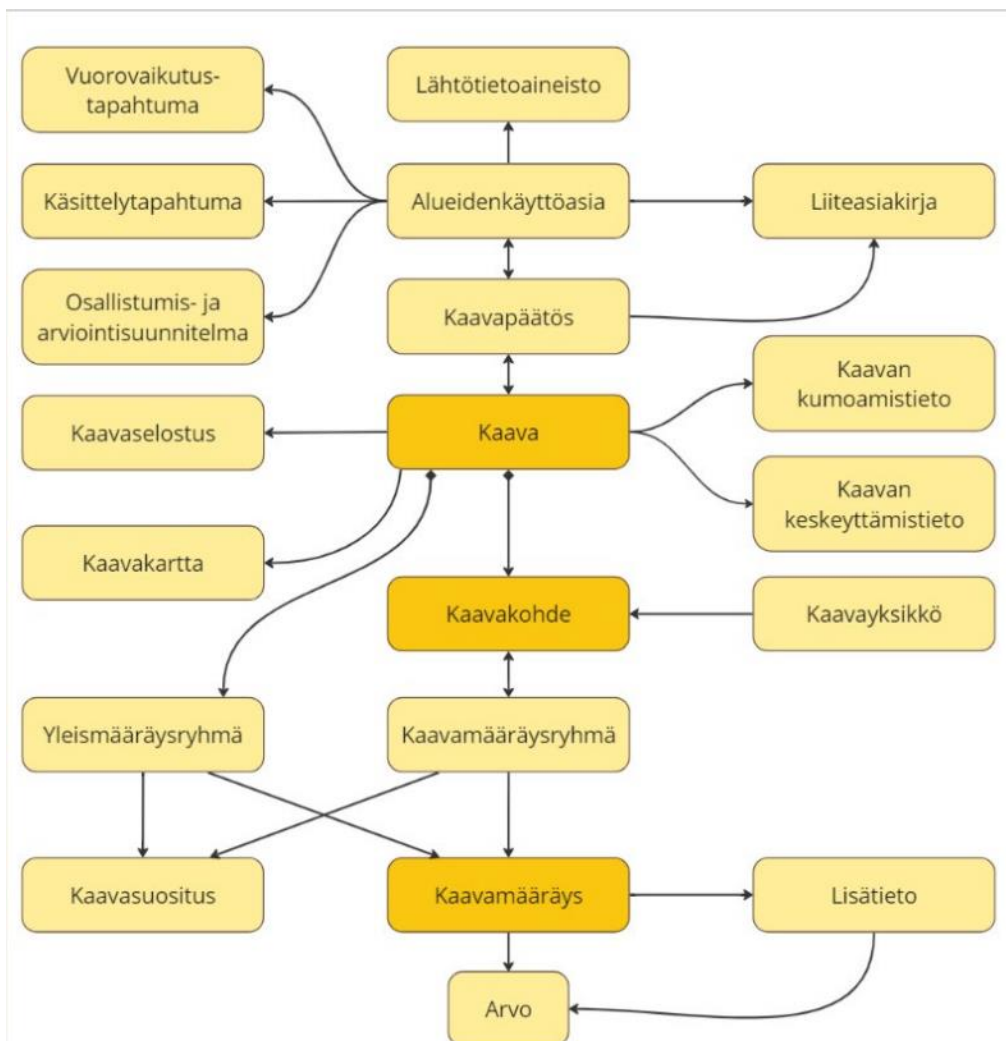 Vuorovaikutus-
tapahtuma
Lähtötietoaineisto
Käsittelytapahtuma
Alueidenkäyttöasia
Liiteasiakirja
Osallistumis- ja
arviointisuunnitelma
Kaavapäätös
Kaavan
kumoamistieto
Kaavaselostus
Kaava
Kaavan
keskeyttämistieto
Kaavakartta
Kaavakohde
Kaavayksikkö
Yleismääräysryhmä
Kaavamääräysryhmä
Kaavasuositus
Kaavamääräys
Lisätieto
Arvo